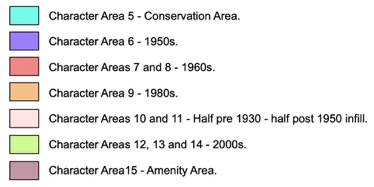 Character Area 5 - Conservation Area.
Character Area 6 - 1950s.
Character Areas 7 and 8 - 1960s.
Character Area 9 - 1980s.
Character Areas 10 and 11 - Half pre 1930 - half post 1950 infill.
Character Areas 12, 13 and 14 - 2000s.
Character Area15 - Amenity Area.